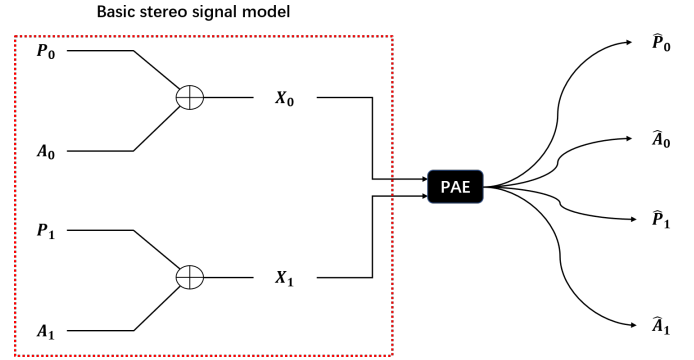 Basic stereo signal model
P₀
A₀
X₀
P₁
A₁
X₁
PAE
P̂₀
Â₀
P̂₁
Â₁